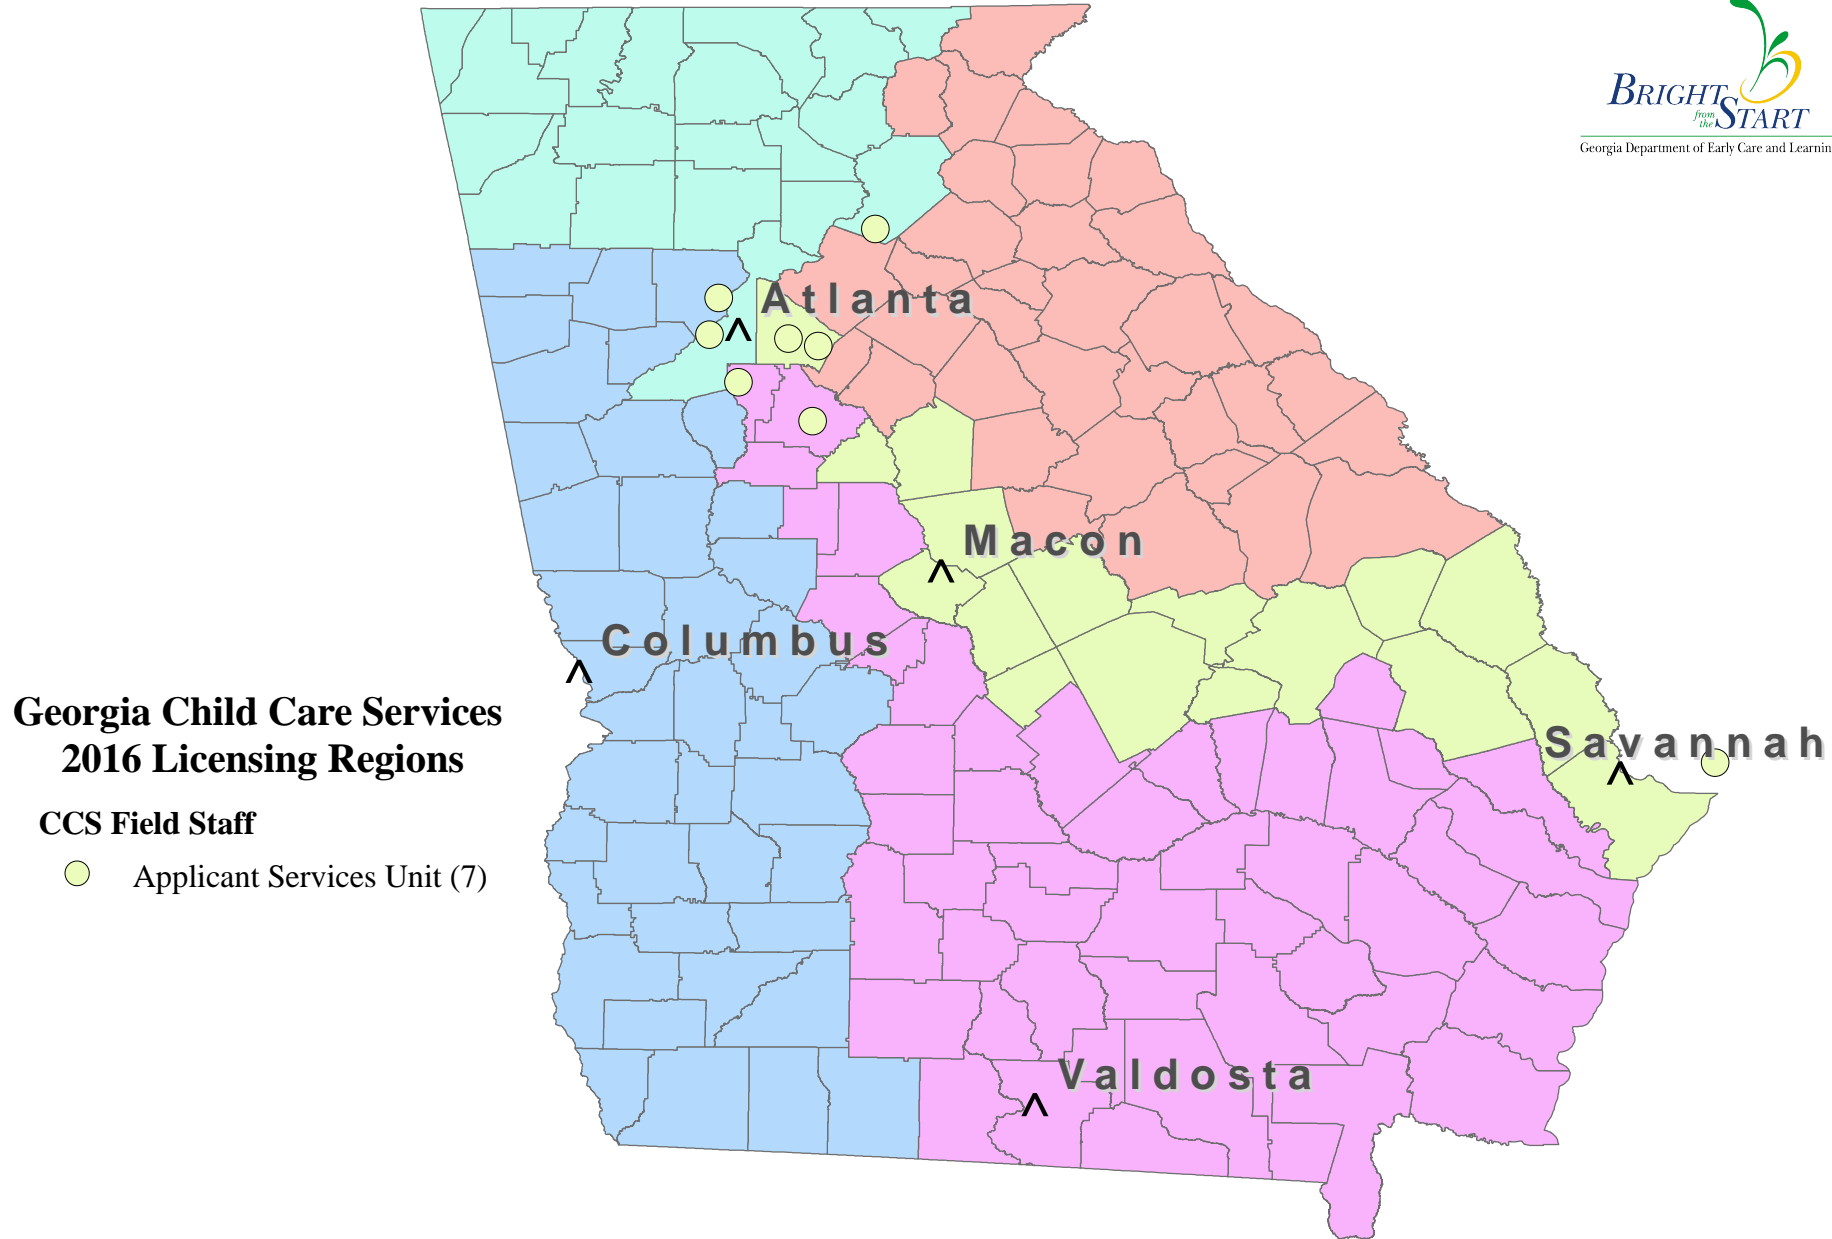 BRIGHT
from
the START
Georgia Department of Early Care and Learnin
Atlanta
Macon
Columbus
Georgia Child Care Services
2016 Licensing Regions
Savannah
CCS Field Staff
Applicant Services Unit (7)
Valdosta